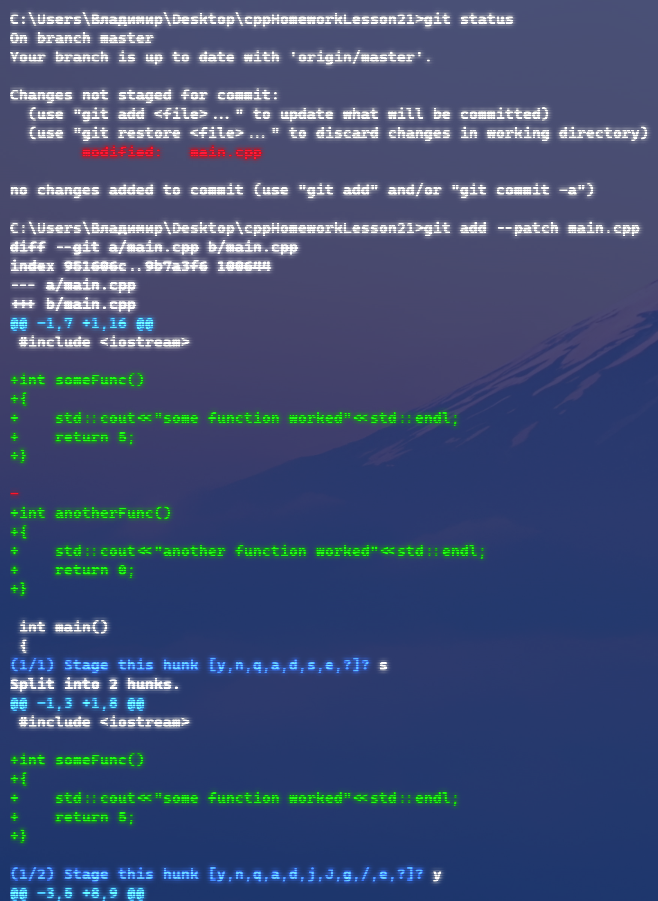 C:\Users\Владимир\Desktop\cppHomeworkLesson21>git status
On branch master
Your branch is up to date with 'origin/master'.
Changes not staged for commit:
  (use "git add <file>..." to update what will be committed)
  (use "git restore <file>..." to discard changes in working directory)
        modified:   main.cpp
no changes added to commit (use "git add" and/or "git commit -a")
C:\Users\Владимир\Desktop\cppHomeworkLesson21>git add --patch main.cpp
diff --git a/main.cpp b/main.cpp
index 951606c..9b7a3f6 100644
--- a/main.cpp
+++ b/main.cpp
@@ -1,7 +1,16 @@
 #include <iostream>
+int someFunc()
+{
+    std::cout<<"some function worked"<<std::endl;
+    return 5;
+}
-
+int anotherFunc()
+{
+    std::cout<<"another function worked"<<std::endl;
+    return 0;
+}
 int main()
 {
(1/1) Stage this hunk [y,n,q,a,d,s,e,?]? s
Split into 2 hunks.
@@ -1,3 +1,8 @@
 #include <iostream>
+int someFunc()
+{
+    std::cout<<"some function worked"<<std::endl;
+    return 5;
+}
(1/2) Stage this hunk [y,n,q,a,d,j,J,g,/,e,?]? y
@@ -3,5 +8,9 @@